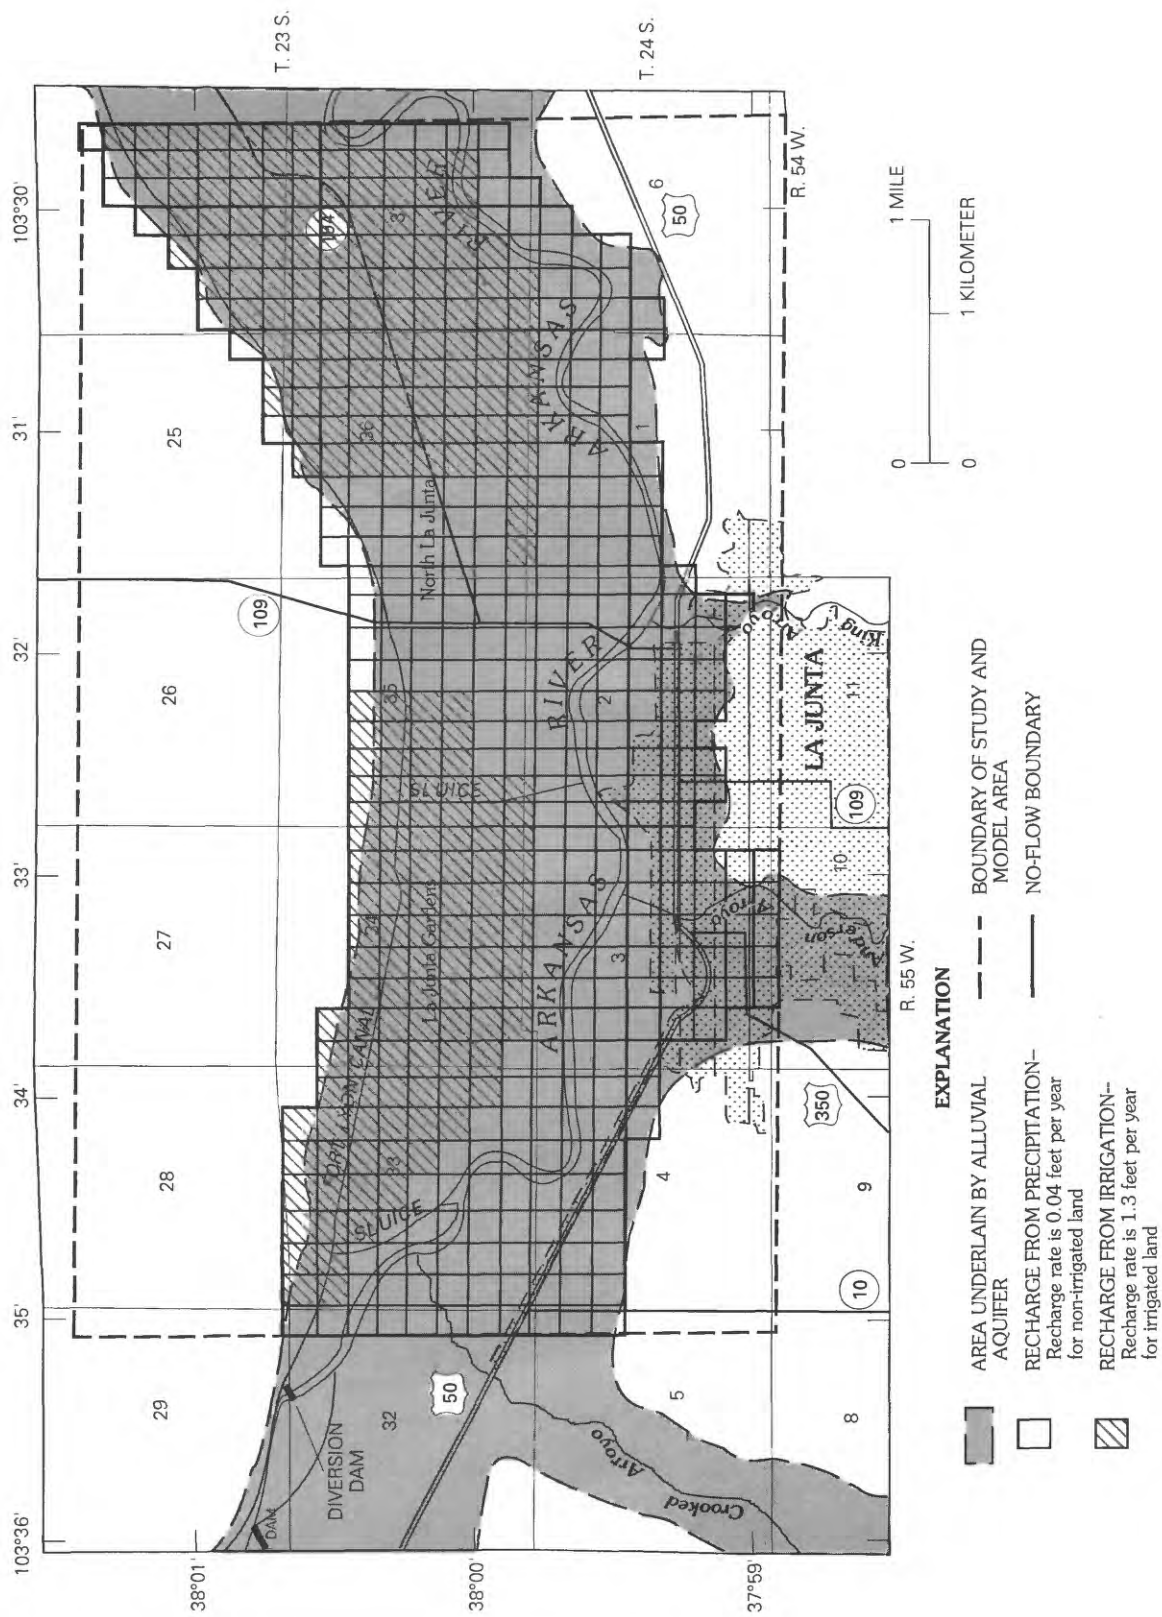 103°36'
35'
34'
33'
32'
31'
103°30'
38°01'
38°00'
37°59'
T. 23 S.
T. 24 S.
R. 55 W.
R. 54 W.
29
28
27
26
25
32
33
34
35
36
31
5
4
3
2
1
6
8
9
10
11
DAM
DIVERSION
DAM
SLUICE
FORT LYON CANAL
La Junta Gardens
SLUICE
North La Junta
ARKANSAS
RIVER
ARKANSAS
RIVER
50
109
194
50
10
350
109
Crooked
Arroyo
Anderson
Arroyo
LA JUNTA
King
Arroyo
0
1 MILE
0
1 KILOMETER
EXPLANATION
AREA UNDERLAIN BY ALLUVIAL
AQUIFER
RECHARGE FROM PRECIPITATION--
Recharge rate is 0.04 feet per year
for non-irrigated land
RECHARGE FROM IRRIGATION--
Recharge rate is 1.3 feet per year
for irrigated land
BOUNDARY OF STUDY AND
MODEL AREA
NO-FLOW BOUNDARY